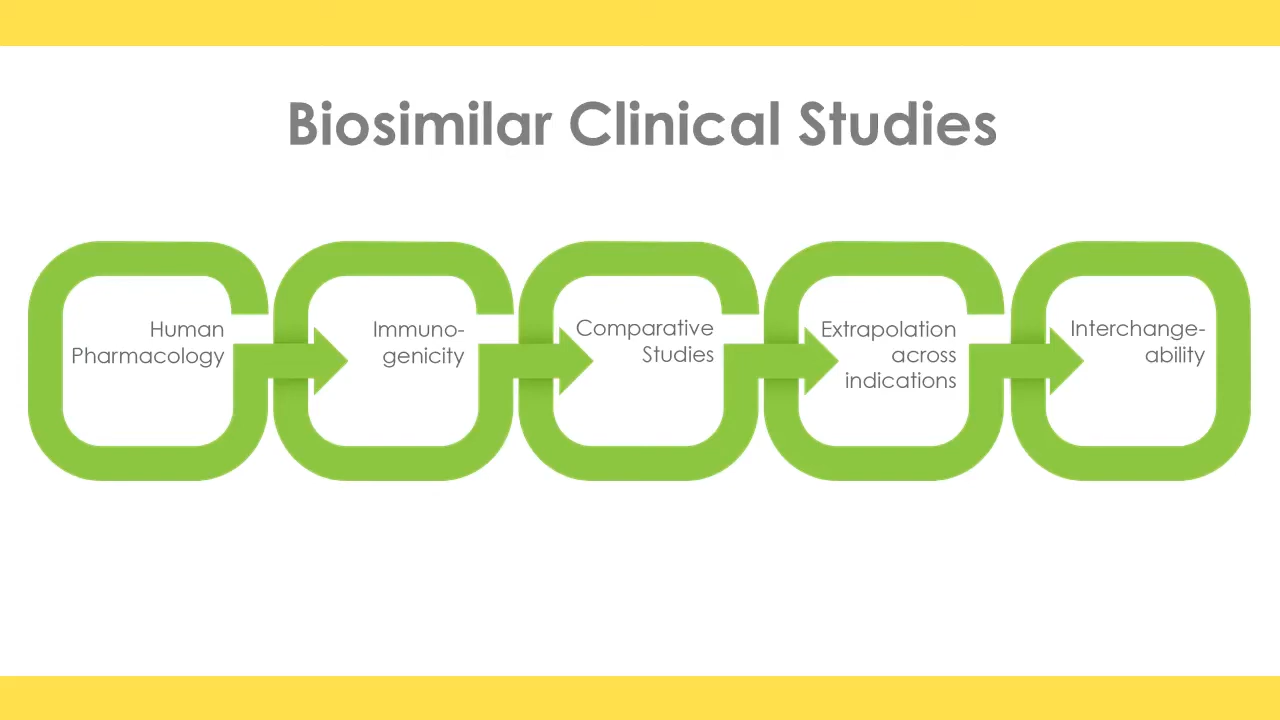 Biosimilar Clinical Studies
Human
Pharmacology
Immuno-
genicity
Comparative
Studies
Extrapolation
across
indications
Interchange-
ability